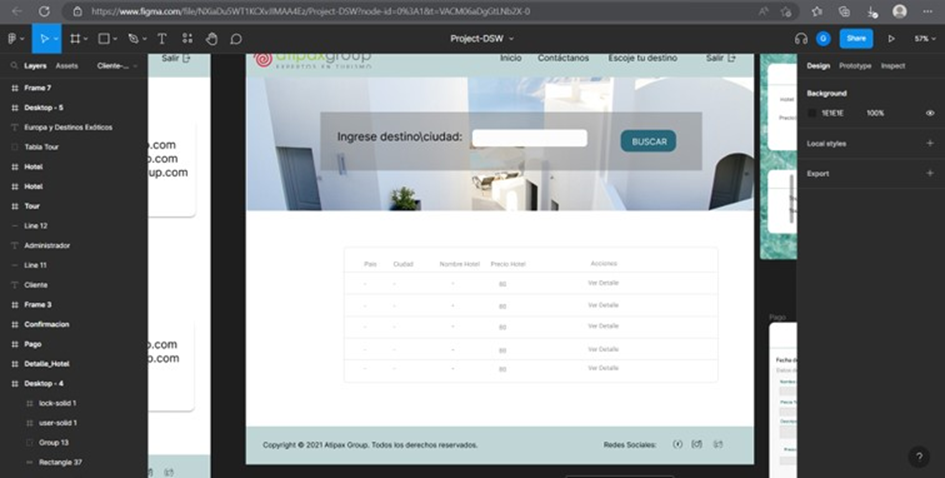 https://www.figma.com/file/NXiaDu5WT1KCXvJIMAA4Ez/Project-DSW?node-id=0%3A1&t=VACM06aDgGtLNb2X-0
Project-DSW
G
Share
57%
Layers Assets Cliente-...
Frame 7
Desktop - 5
Europa y Destinos Exóticos
Tabla Tour
Hotel
Hotel
Tour
Line 12
Administrador
Line 11
Cliente
Frame 3
Confirmacion
Pago
Detalle_Hotel
Desktop - 4
lock-solid 1
user-solid 1
Group 13
Rectangle 37
Salir
o.com
o.com
up.com
o.com
o.com
atipaxgroup
EXPERTOS EN TURISMO
Inicio Contáctanos Escoje tu destino Salir
Ingrese destino\ciudad:
BUSCAR
Pais Ciudad Nombre Hotel Precio Hotel Acciones
- - - $0 Ver Detalle
- - - $0 Ver Detalle
- - - $0 Ver Detalle
- - - $0 Ver Detalle
- - - $0 Ver Detalle
Copyright © 2021 Atipax Group. Todos los derechos reservados. Redes Sociales:
Hotel
Pago
Design Prototype Inspect
Background
1E1E1E 100%
Local styles
Export
?